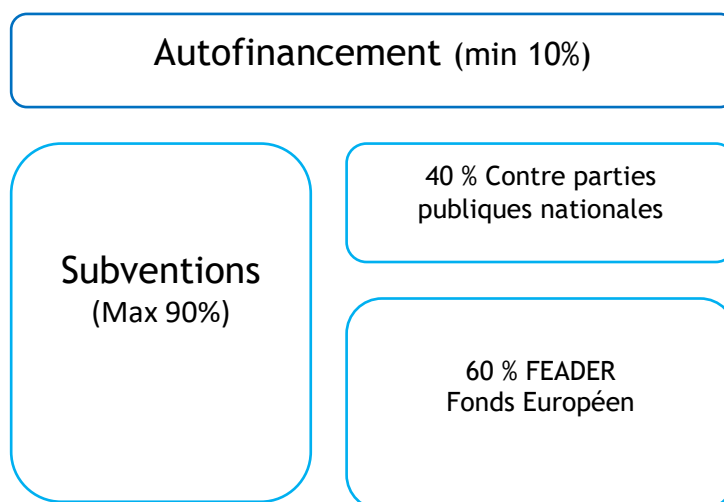 Autofinancement (min 10%)
Subventions
(Max 90%)
40 % Contre parties
publiques nationales
60 % FEADER
Fonds Européen